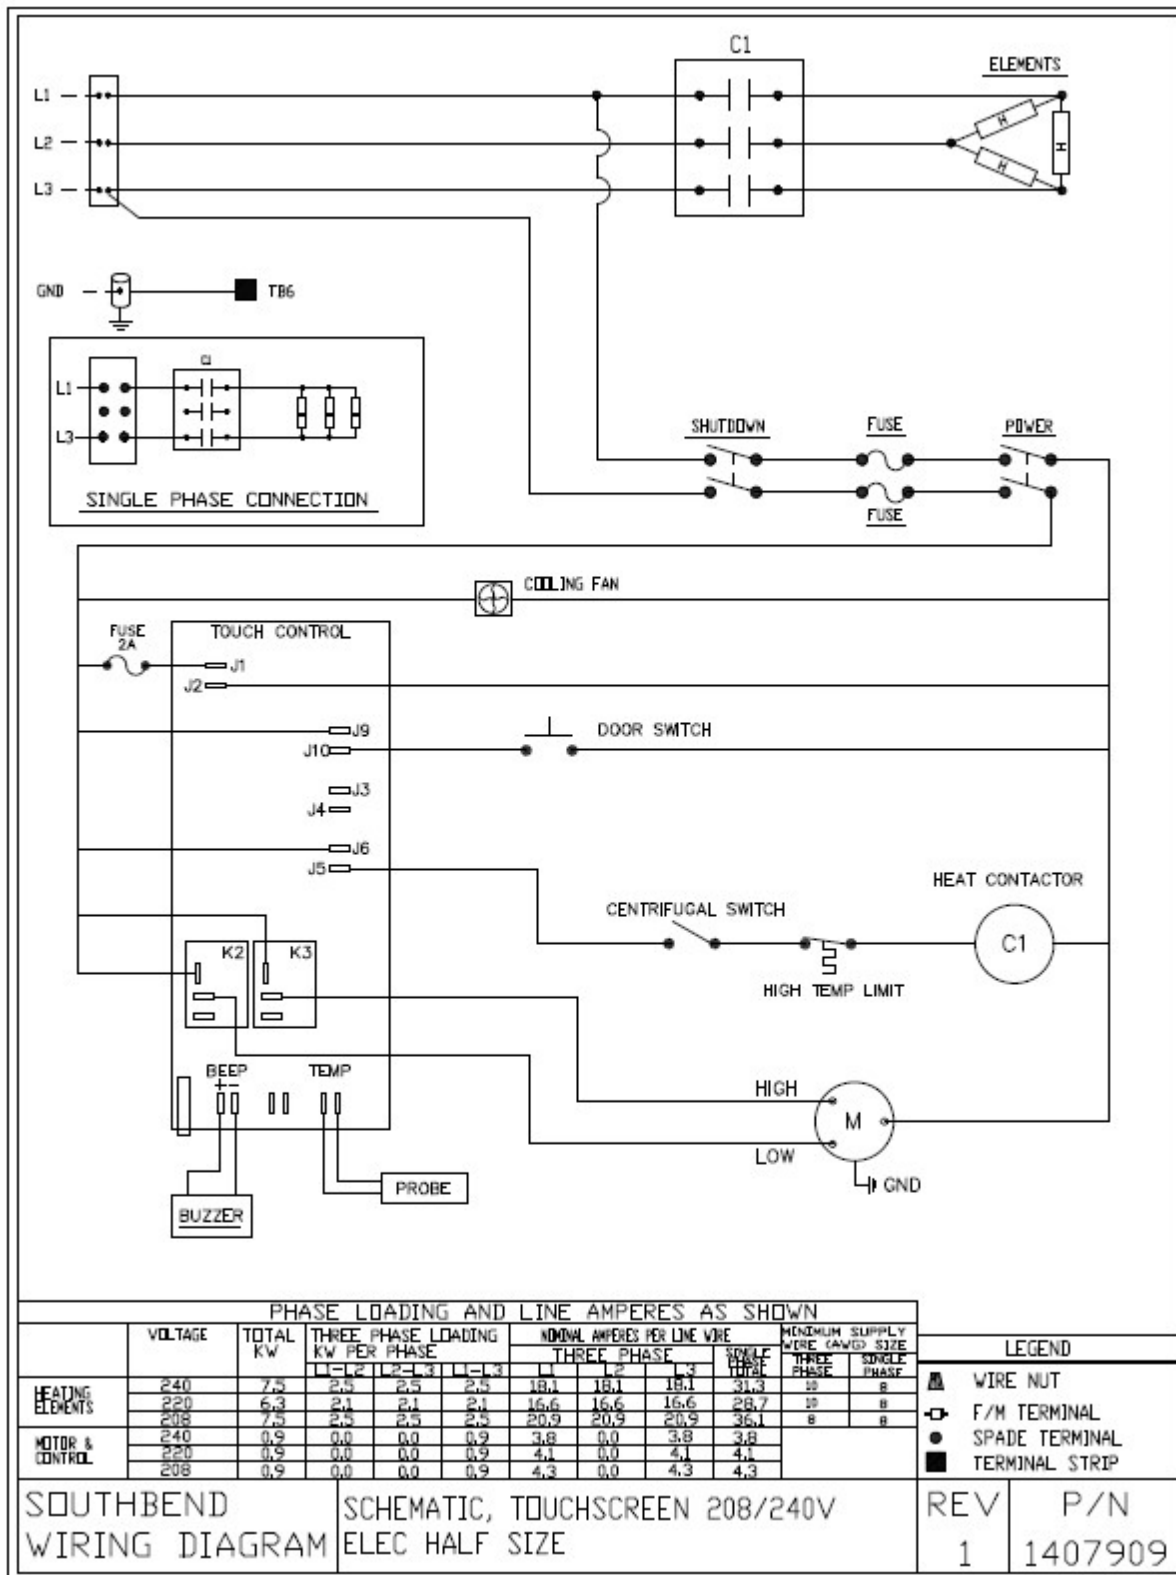 C1
ELEMENTS
L1
L2
L3
H
H
H
GND
TB6
C1
L1
L3
SINGLE PHASE CONNECTION
SHUTDOWN
FUSE
POWER
FUSE
COOLING FAN
FUSE
2A
TOUCH CONTROL
J1
J2
J9
J10
DOOR SWITCH
J3
J4
J6
J5
HEAT CONTACTOR
CENTRIFUGAL SWITCH
C1
HIGH TEMP LIMIT
K2
K3
BEEP
+ -
TEMP
HIGH
M
LOW
GND
PROBE
BUZZER
PHASE LOADING AND LINE AMPERES AS SHOWN
VOLTAGE
TOTAL
KW
THREE PHASE LOADING
KW PER PHASE
L1-L2 L2-L3 L1-L3
NOMINAL AMPERES PER LINE WIRE
THREE PHASE
L1 L2 L3
SINGLE
PHASE
TOTAL
MINIMUM SUPPLY
WIRE (AWG) SIZE
THREE
PHASE
SINGLE
PHASE
HEATING
ELEMENTS
240 7.5 2.5 2.5 2.5 18.1 18.1 18.1 31.3 10 8
220 6.3 2.1 2.1 2.1 16.6 16.6 16.6 28.7 10 8
208 7.5 2.5 2.5 2.5 20.9 20.9 20.9 36.1 8 8
MOTOR &
CONTROL
240 0.9 0.0 0.0 0.9 3.8 0.0 3.8 3.8
220 0.9 0.0 0.0 0.9 4.1 0.0 4.1 4.1
208 0.9 0.0 0.0 0.9 4.3 0.0 4.3 4.3
LEGEND
WIRE NUT
F/M TERMINAL
SPADE TERMINAL
TERMINAL STRIP
SOUTHBEND
WIRING DIAGRAM
SCHEMATIC, TOUCHSCREEN 208/240V
ELEC HALF SIZE
REV
1
P/N
1407909